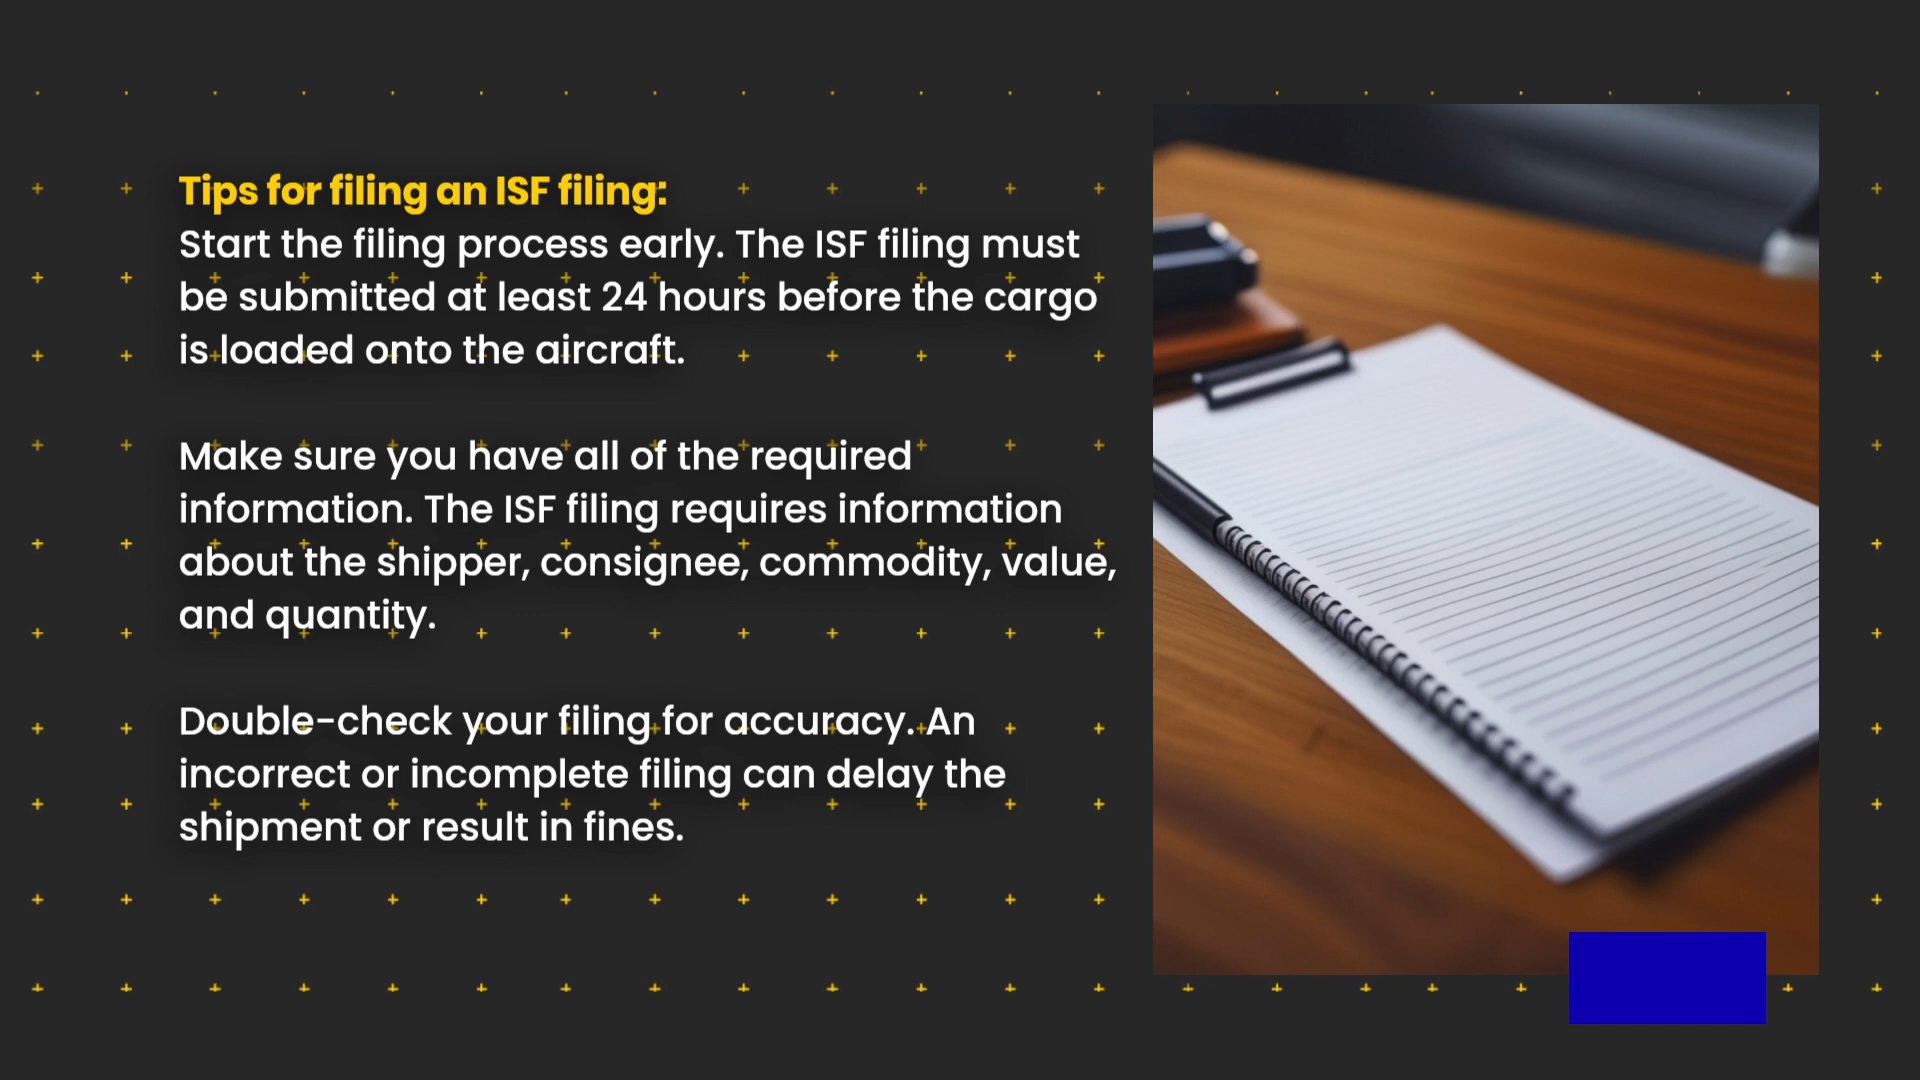 Tips for filing an ISF filing:
Start the filing process early. The ISF filing must
be submitted at least 24 hours before the cargo
is loaded onto the aircraft.
Make sure you have all of the required
information. The ISF filing requires information
about the shipper, consignee, commodity, value,
and quantity.
Double-check your filing for accuracy. An
incorrect or incomplete filing can delay the
shipment or result in fines.